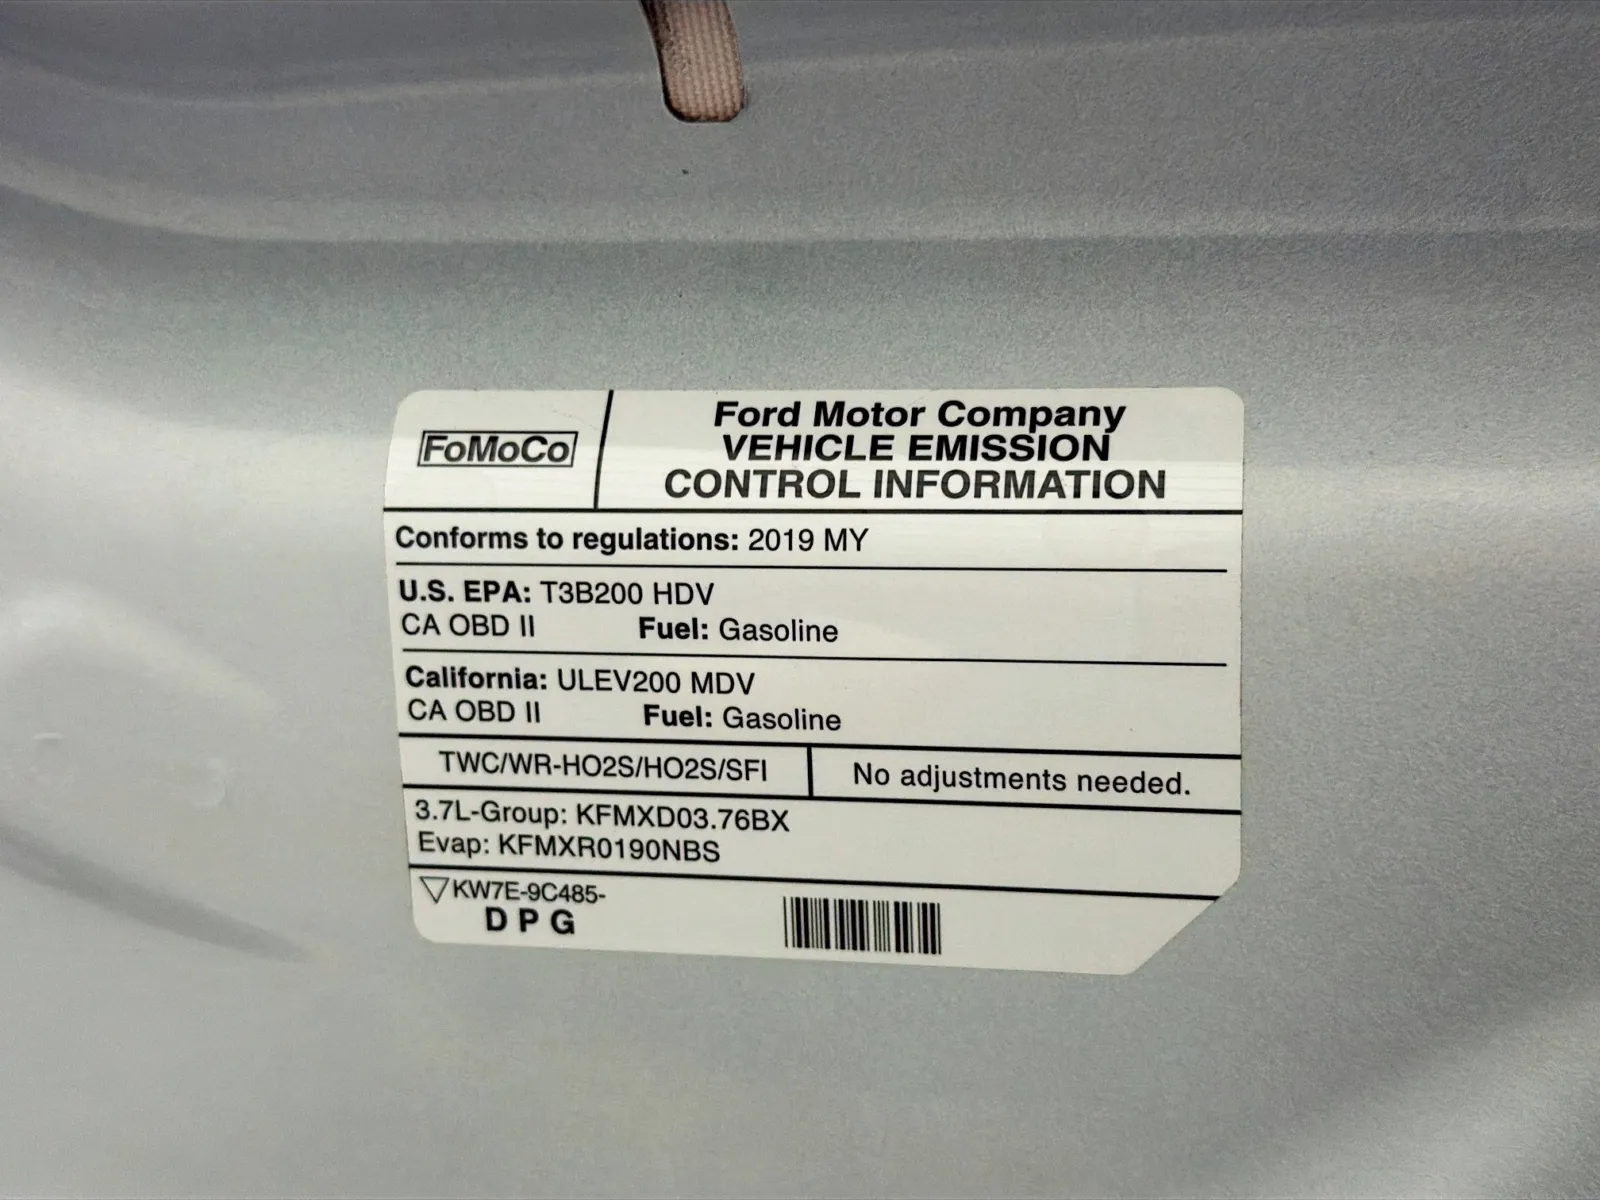 FoMoCo
Ford Motor Company
VEHICLE EMISSION
CONTROL INFORMATION
Conforms to regulations: 2019 MY
U.S. EPA: T3B200 HDV
CA OBD II Fuel: Gasoline
California: ULEV200 MDV
CA OBD II Fuel: Gasoline
TWC/WR-HO2S/HO2S/SFI
No adjustments needed.
3.7L-Group: KFMXD03.76BX
Evap: KFMXR0190NBS
KW7E-9C485-
D P G